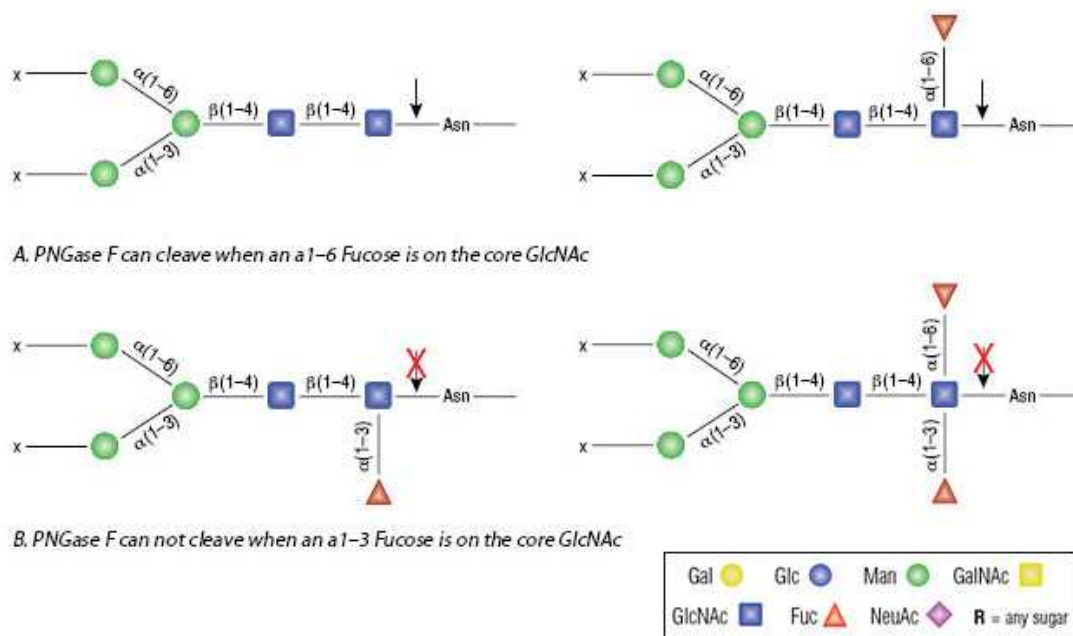 α(1–6)
x
α(1–6)
α(1–6)
x
β(1–4) β(1–4)
β(1–4) β(1–4)
Asn
Asn
α(1–3)
x
α(1–3)
x
A. PNGase F can cleave when an a1–6 Fucose is on the core GlcNAc
x
α(1–6)
x
α(1–6)
α(1–6)
β(1–4) β(1–4)
β(1–4) β(1–4)
Asn
Asn
α(1–3)
x
α(1–3)
α(1–3)
x
α(1–3)
B. PNGase F can not cleave when an a1–3 Fucose is on the core GlcNAc
Gal Glc Man GalNAc
GlcNAc Fuc NeuAc R = any sugar